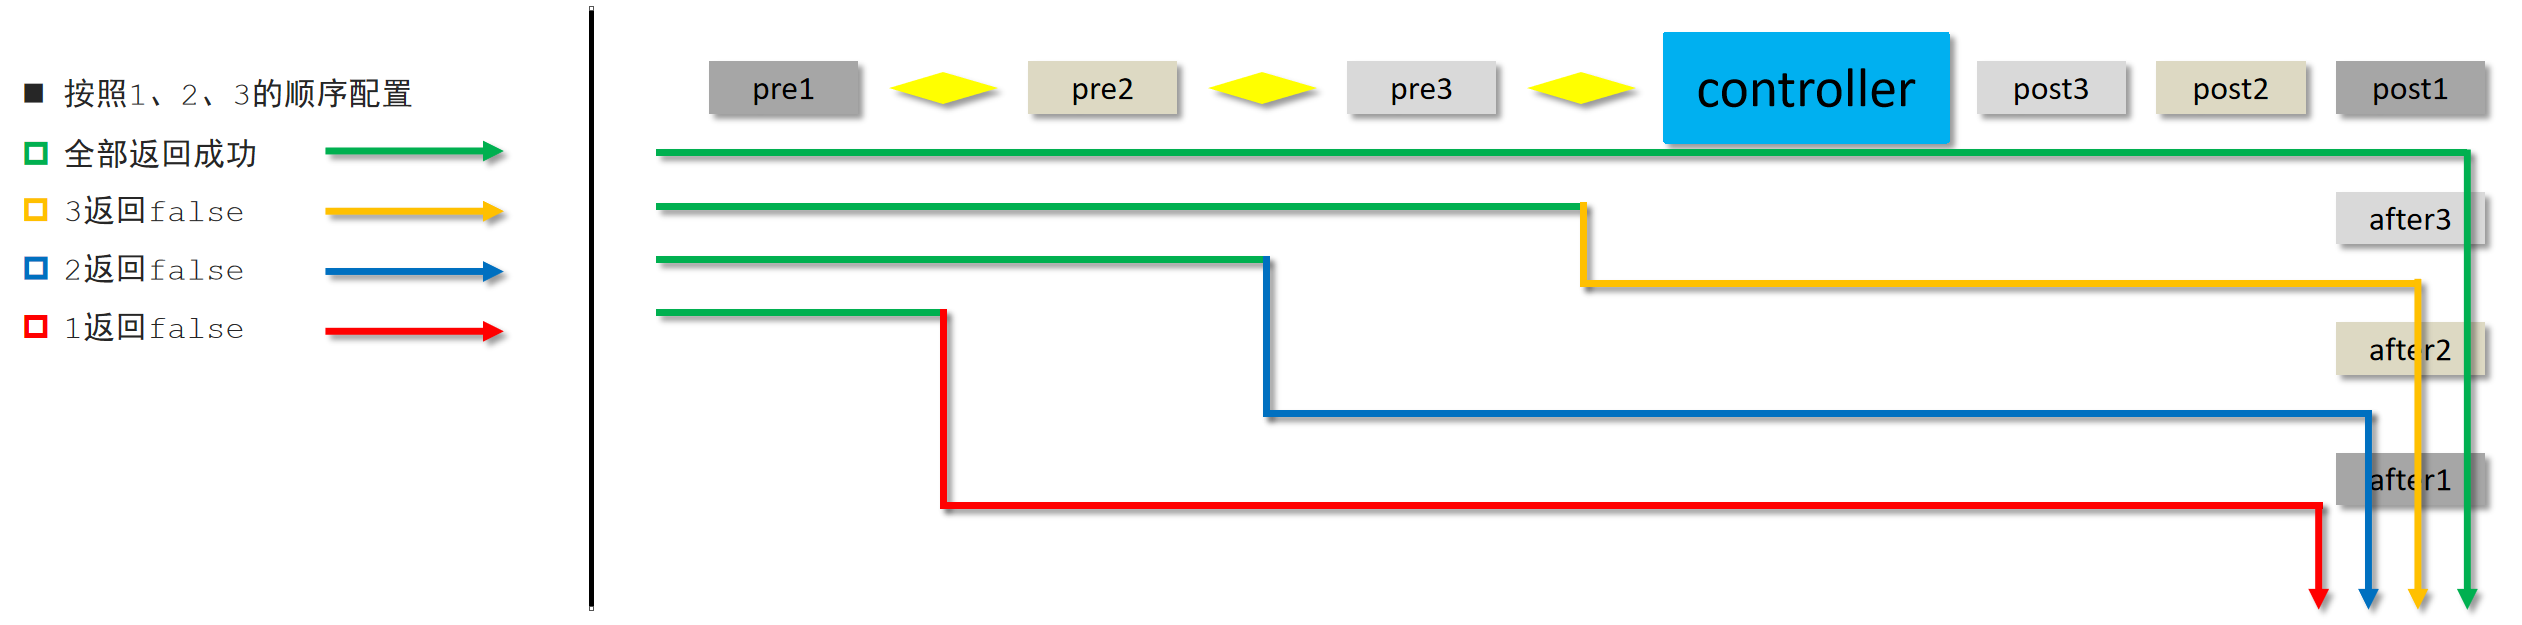 按照1、2、3的顺序配置
全部返回成功
3返回false
2返回false
1返回false
pre1 pre2 pre3 controller post3 post2 post1
after3
after2
after1